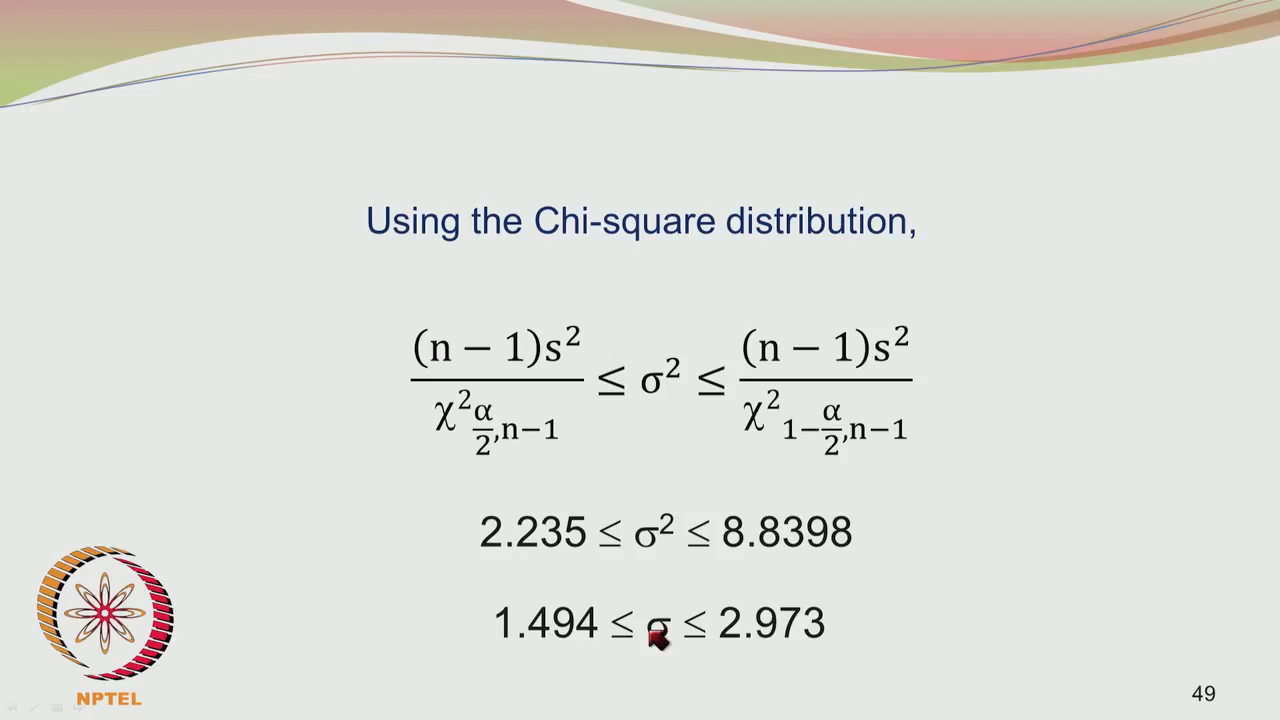 Using the Chi-square distribution,
(n − 1)s² / χ²α/2,n−1 ≤ σ² ≤ (n − 1)s² / χ²1−α/2,n−1
2.235 ≤ σ² ≤ 8.8398
1.494 ≤ σ ≤ 2.973
NPTEL
49